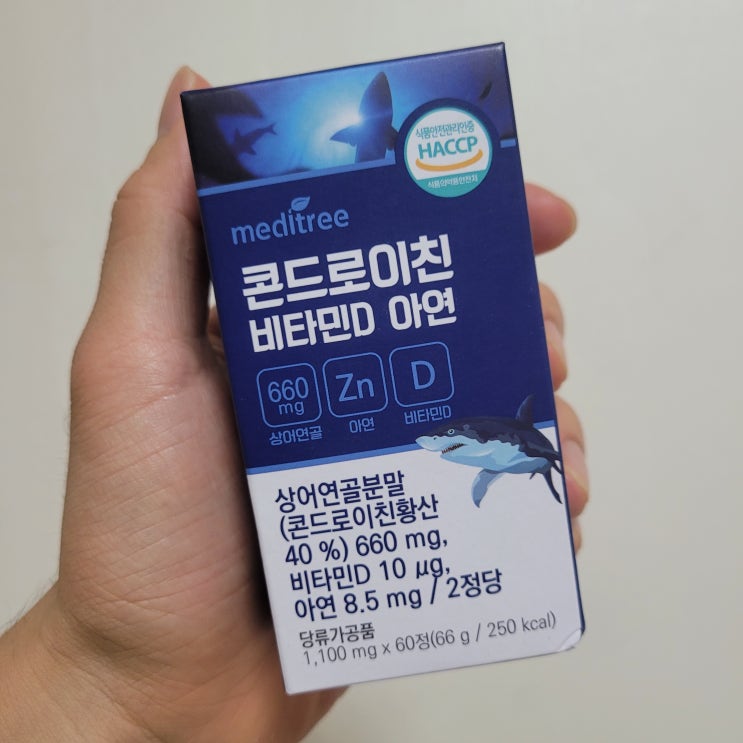 식품안전관리인증
HACCP
식품의약품안전처
meditree
콘드로이친
비타민D 아연
660
mg
상어연골
Zn
아연
D
비타민D
상어연골분말
(콘드로이친황산
40 %) 660 mg,
비타민D 10 µg,
아연 8.5 mg / 2정당
당류가공품
1,100 mg x 60정(66 g / 250 kcal)